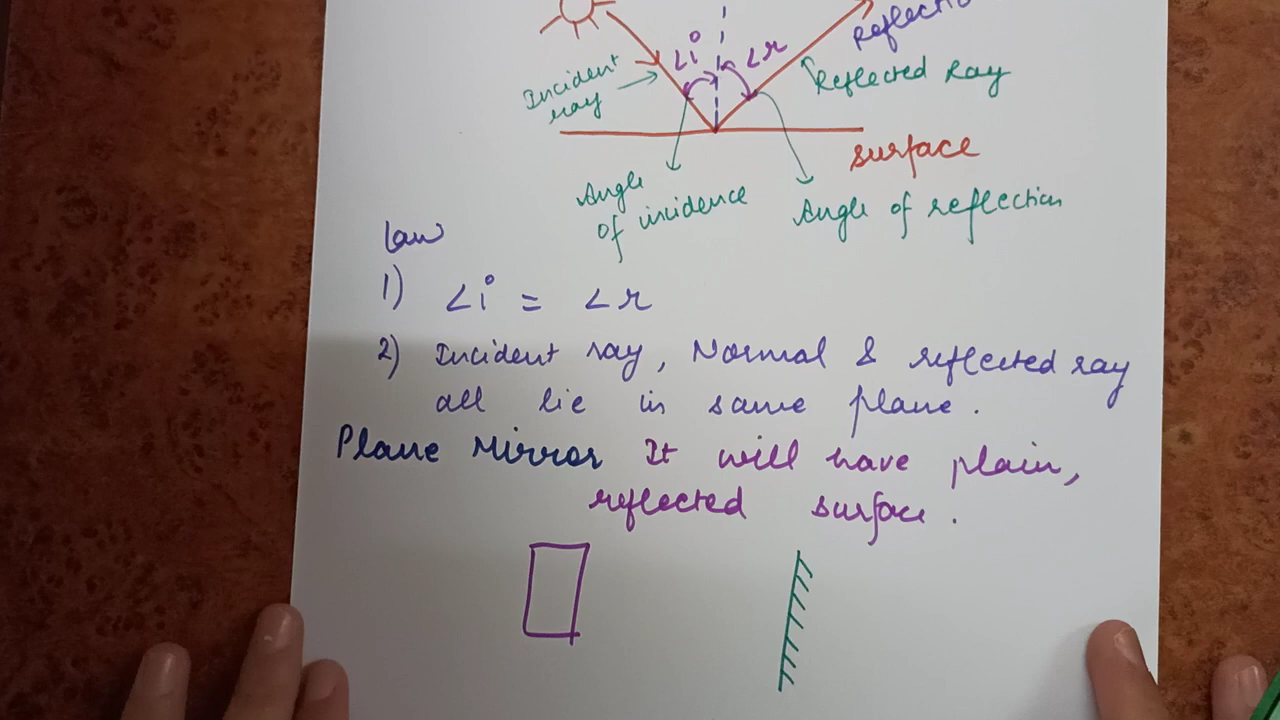 Reflectio
∠i ∠r
Incident
ray
Reflected Ray
surface
Angle
of incidence
Angle of reflection
law
1) ∠i = ∠r
2) Incident ray, Normal & reflected ray
all lie in same plane.
Plane Mirror It will have plain,
reflected surface.